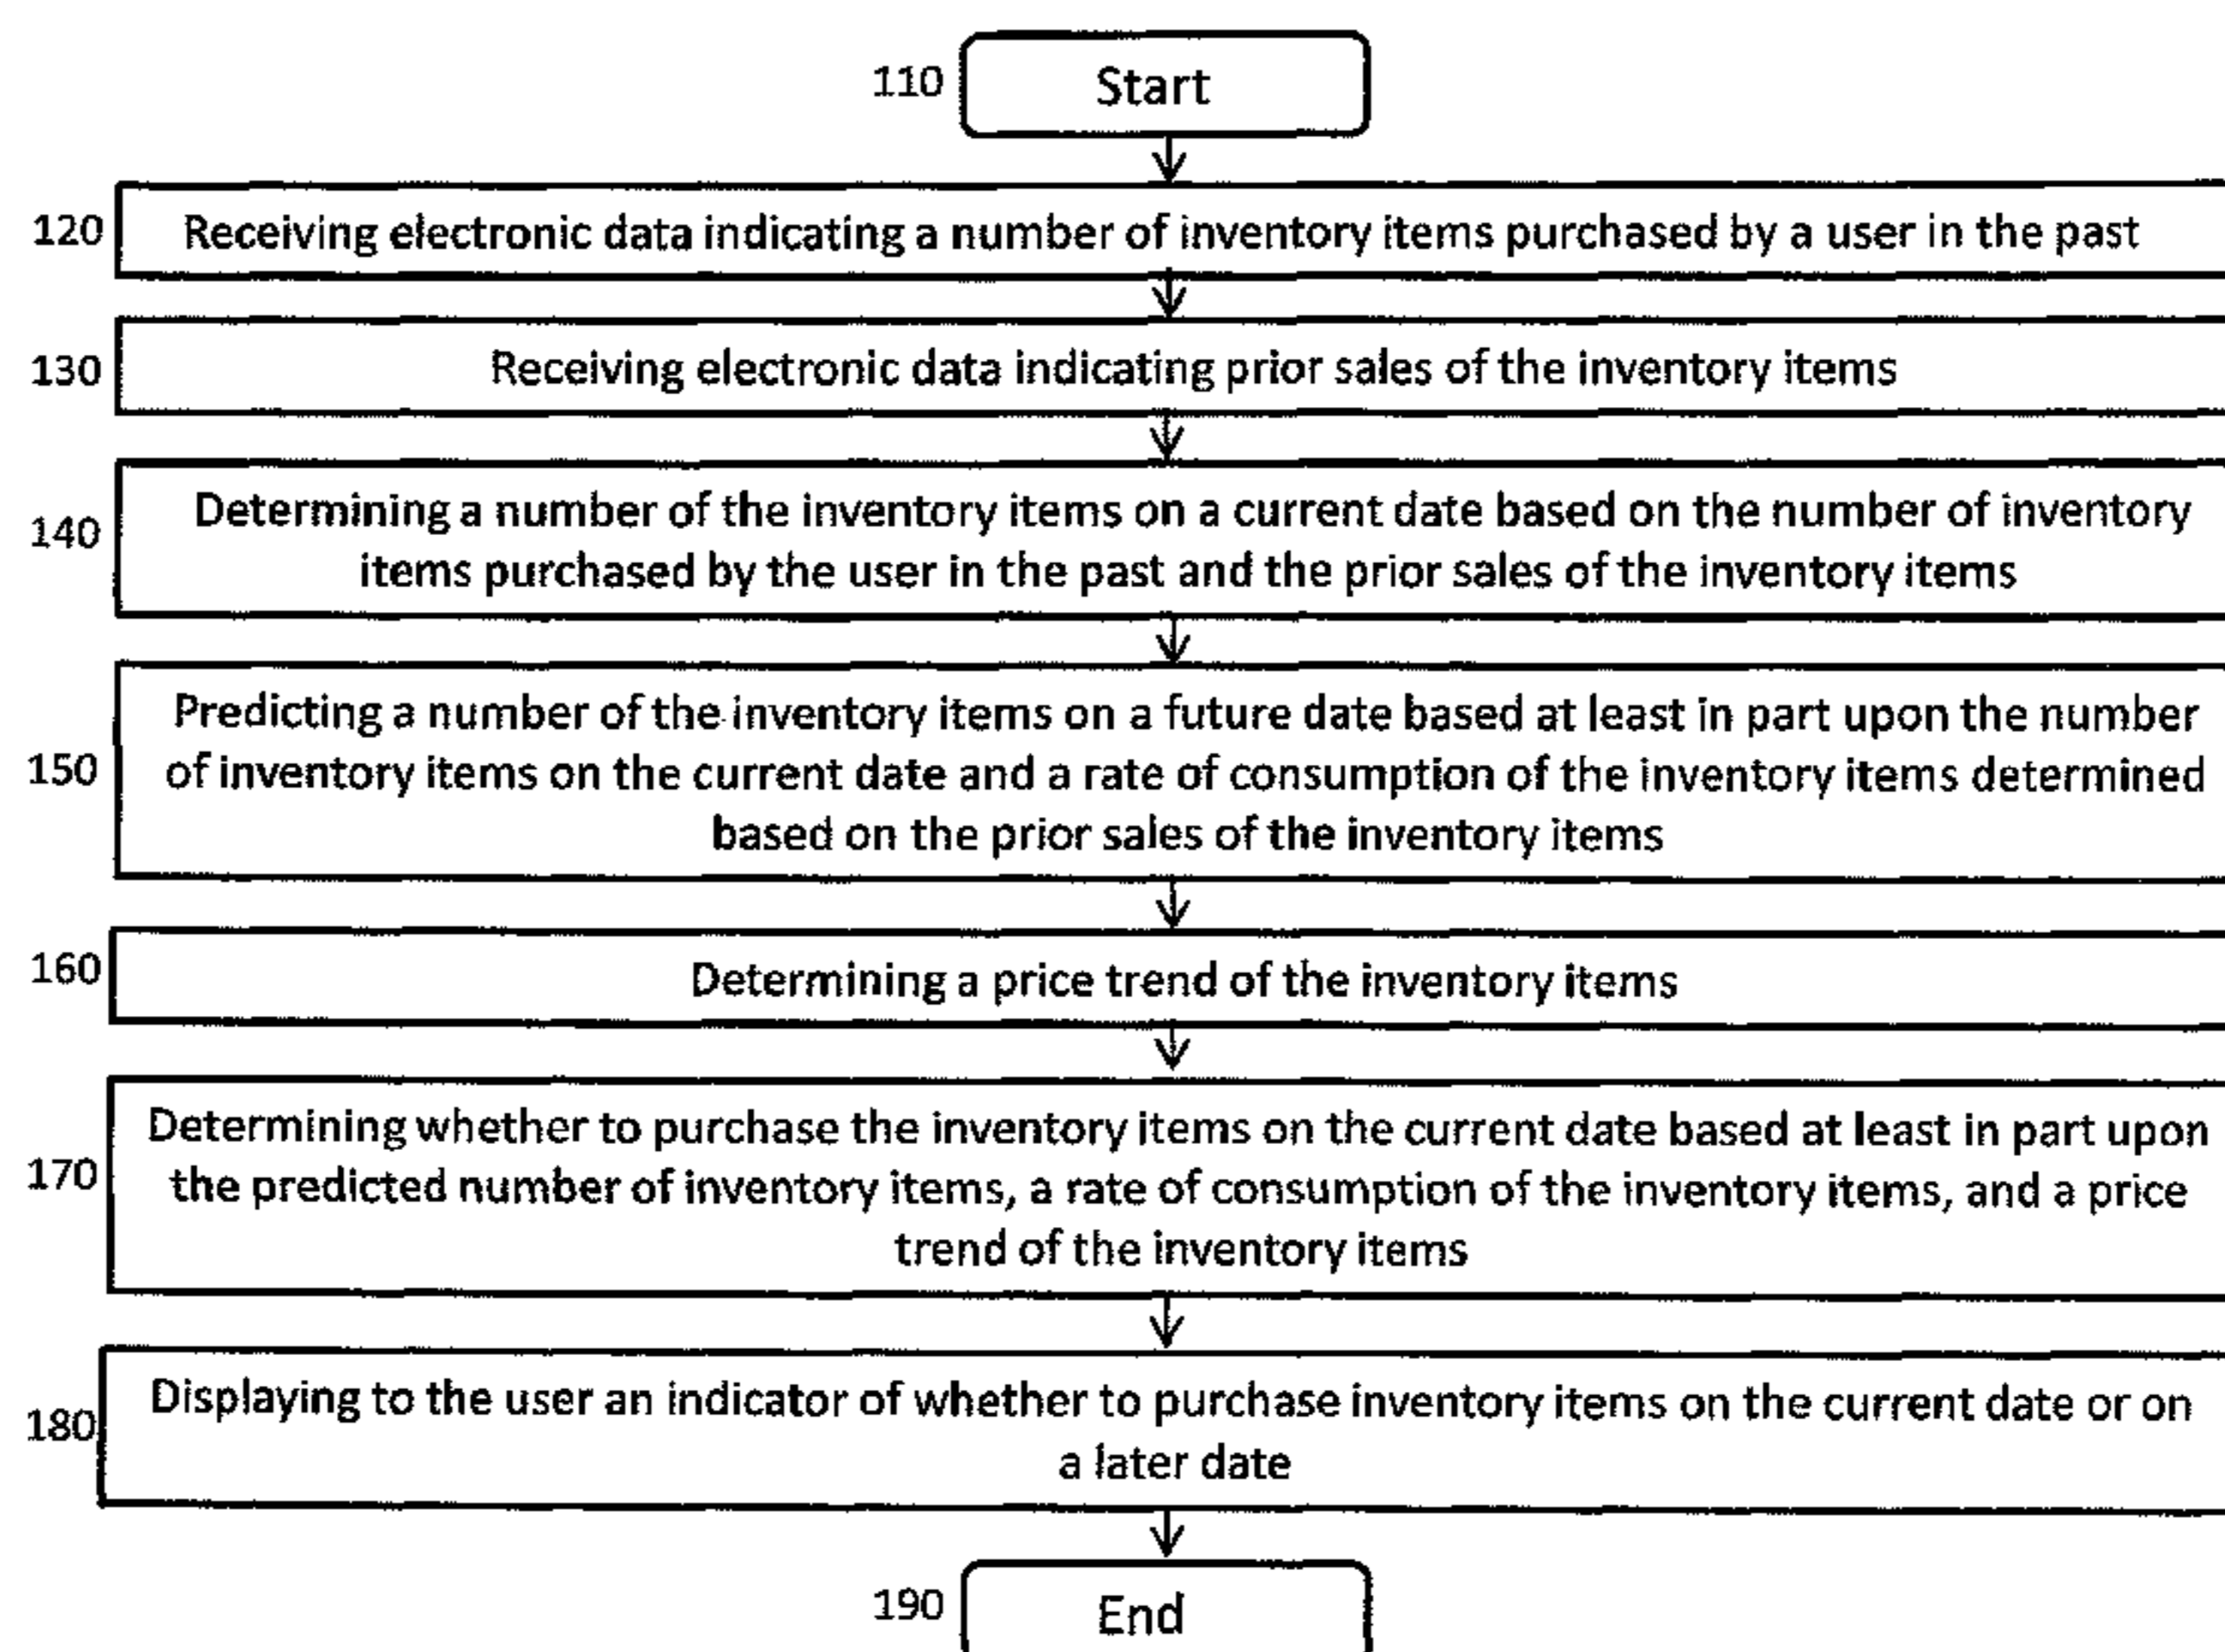 110 Start
120 Receiving electronic data indicating a number of inventory items purchased by a user in the past
130 Receiving electronic data indicating prior sales of the inventory items
Determining a number of the inventory items on a current date based on the number of inventory
140
items purchased by the user in the past and the prior sales of the inventory items
Predicting a number of the inventory items on a future date based at least in part upon the number
150 of inventory items on the current date and a rate of consumption of the inventory items determined
based on the prior sales of the inventory items
160 Determining a price trend of the inventory items
Determining whether to purchase the inventory items on the current date based at least in part upon
170 the predicted number of inventory items, a rate of consumption of the inventory items, and a price
trend of the inventory items
Displaying to the user an indicator of whether to purchase inventory items on the current date or on
180
a later date
190 End